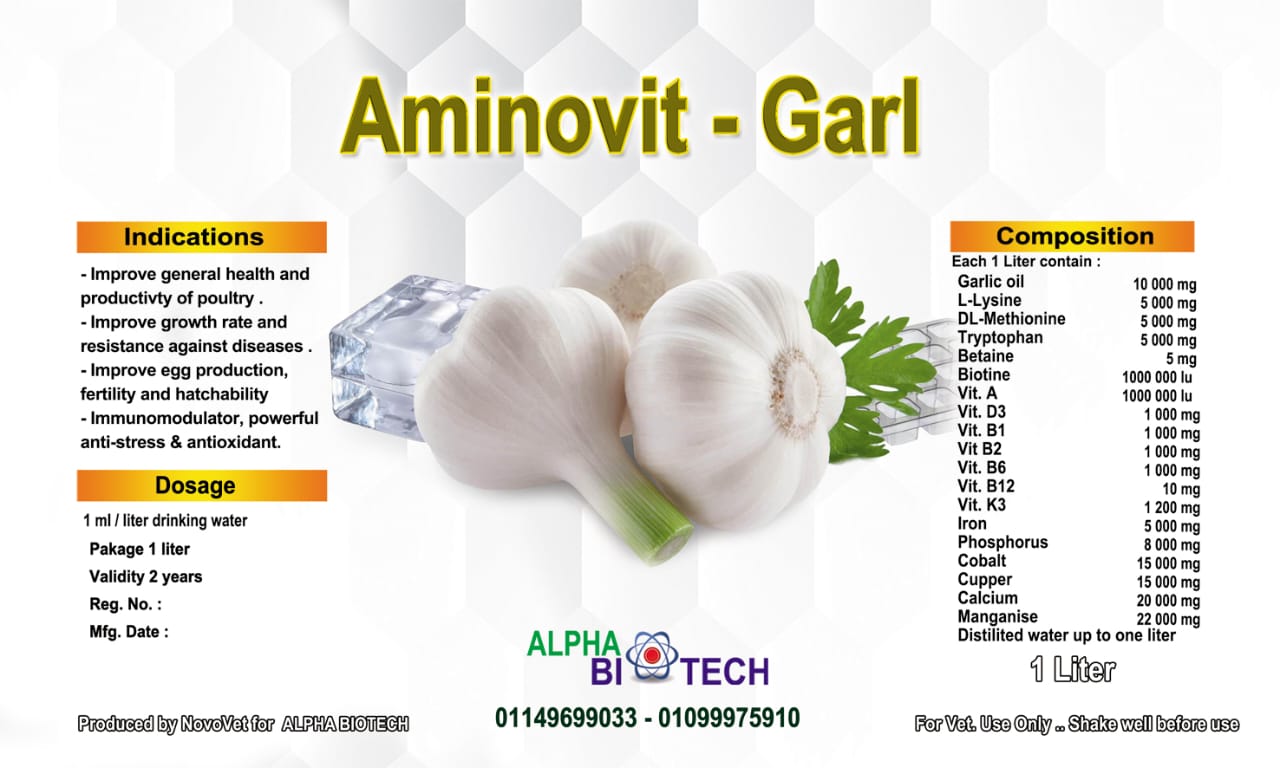 Aminovit - Garl
Indications
- Improve general health and
productivty of poultry .
- Improve growth rate and
resistance against diseases .
- Improve egg production,
fertility and hatchability
- Immunomodulator, powerful
anti-stress & antioxidant.
Dosage
1 ml / liter drinking water
Pakage 1 liter
Validity 2 years
Reg. No. :
Mfg. Date :
Produced by NovoVet for ALPHA BIOTECH
ALPHA
BIOTECH
01149699033 - 01099975910
Composition
Each 1 Liter contain :
Garlic oil 10 000 mg
L-Lysine 5 000 mg
DL-Methionine 5 000 mg
Tryptophan 5 000 mg
Betaine 5 mg
Biotine 1000 000 Iu
Vit. A 1000 000 Iu
Vit. D3 1 000 mg
Vit. B1 1 000 mg
Vit B2 1 000 mg
Vit. B6 1 000 mg
Vit. B12 10 mg
Vit. K3 1 200 mg
Iron 5 000 mg
Phosphorus 8 000 mg
Cobalt 15 000 mg
Cupper 15 000 mg
Calcium 20 000 mg
Manganise 22 000 mg
Distilited water up to one liter
1 Liter
For Vet. Use Only .. Shake well before use